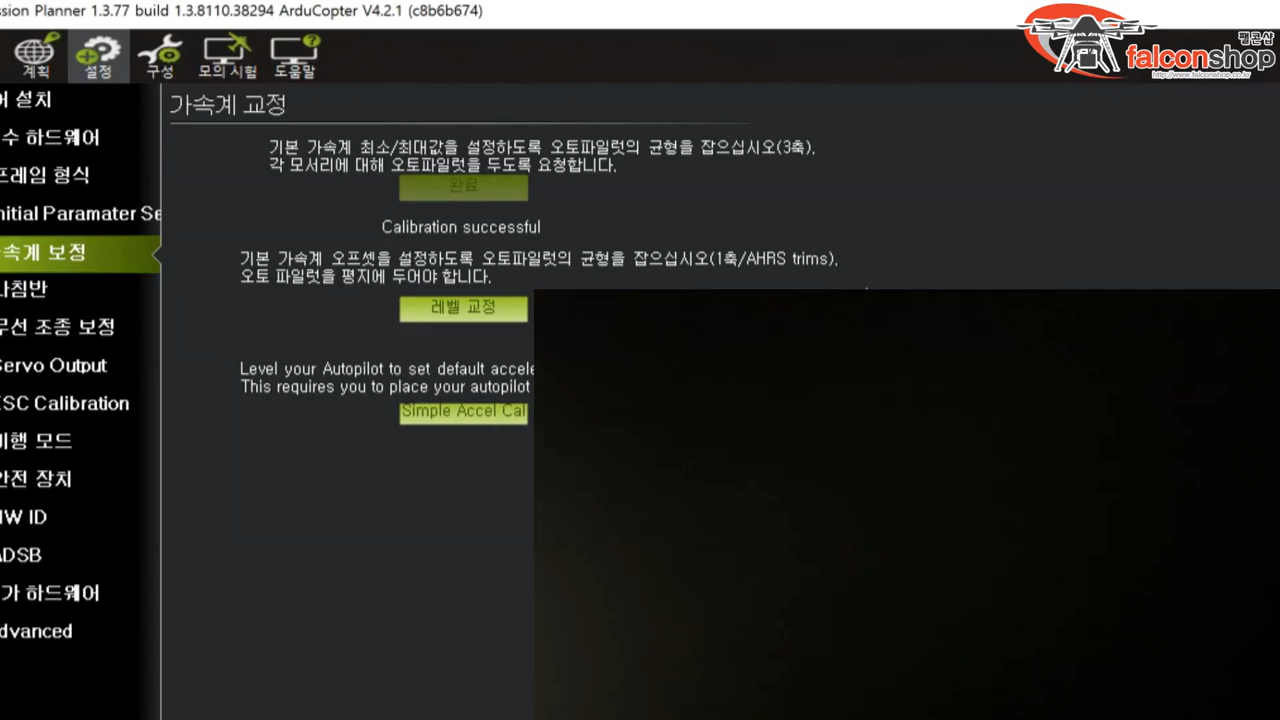 ssion Planner 1.3.77 build 1.3.8110.38294 ArduCopter V4.2.1 (c8b6b674)
계획 설정 구성 모의 시험 도움말
팰콘샵
falconshop
http://www.falconshop.co.kr
어 설치
수 하드웨어
프레임 형식
nitial Paramater Se
속계 보정
나침반
무선 조종 보정
Servo Output
ESC Calibration
비행 모드
안전 장치
HW ID
ADSB
가 하드웨어
dvanced
가속계 교정
기본 가속계 최소/최대값을 설정하도록 오토파일럿의 균형을 잡으십시오(3축).
각 모서리에 대해 오토파일럿을 두도록 요청합니다.
완료
Calibration successful
기본 가속계 오프셋을 설정하도록 오토파일럿의 균형을 잡으십시오(1축/AHRS trims).
오토 파일럿을 평지에 두어야 합니다.
레벨 교정
Level your Autopilot to set default accele
This requires you to place your autopilot
Simple Accel Cal